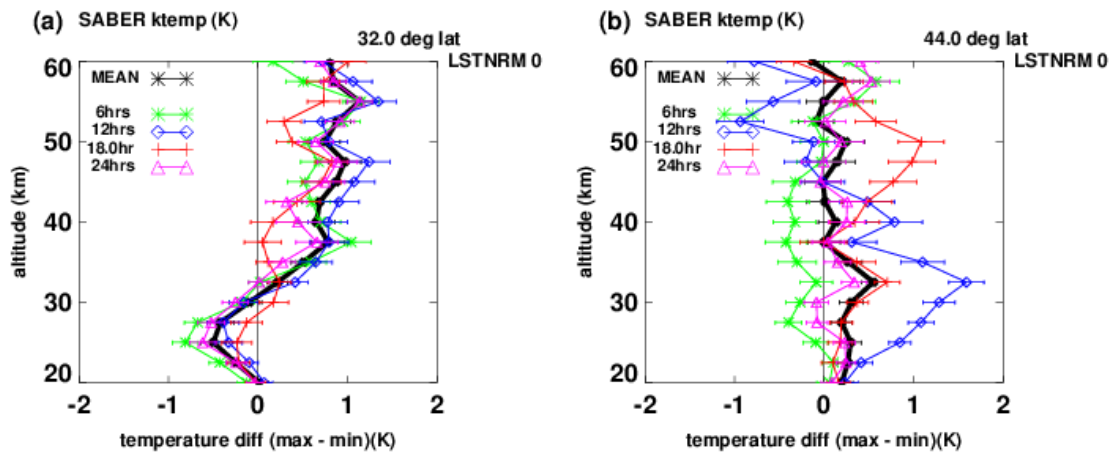 (a) SABER ktemp (K)
32.0 deg lat
LSTNRM 0
MEAN
6hrs
12hrs
18.0hr
24hrs
60
50
40
30
20
altitude (km)
-2 -1 0 1 2
temperature diff (max - min)(K)
(b) SABER ktemp (K)
44.0 deg lat
LSTNRM 0
MEAN
6hrs
12hrs
18.0hr
24hrs
60
50
40
30
20
altitude (km)
-2 -1 0 1 2
temperature diff (max - min)(K)